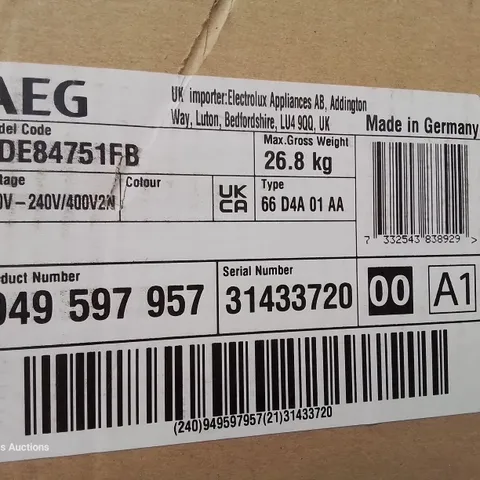 AEG
UK importer:Electrolux Appliances AB, Addington
Way, Luton, Bedfordshire, LU4 9QQ, UK
Made in Germany
del Code
DE84751FB
Max.Gross Weight
26.8 kg
tage
0V-240V/400V2N
Colour
UK
CA
Type
66 D4A 01 AA
7 332543 838929 >
oduct Number
949 597 957
Serial Number
31433720
00
A1
(240)949597957(21)31433720
s Auctions